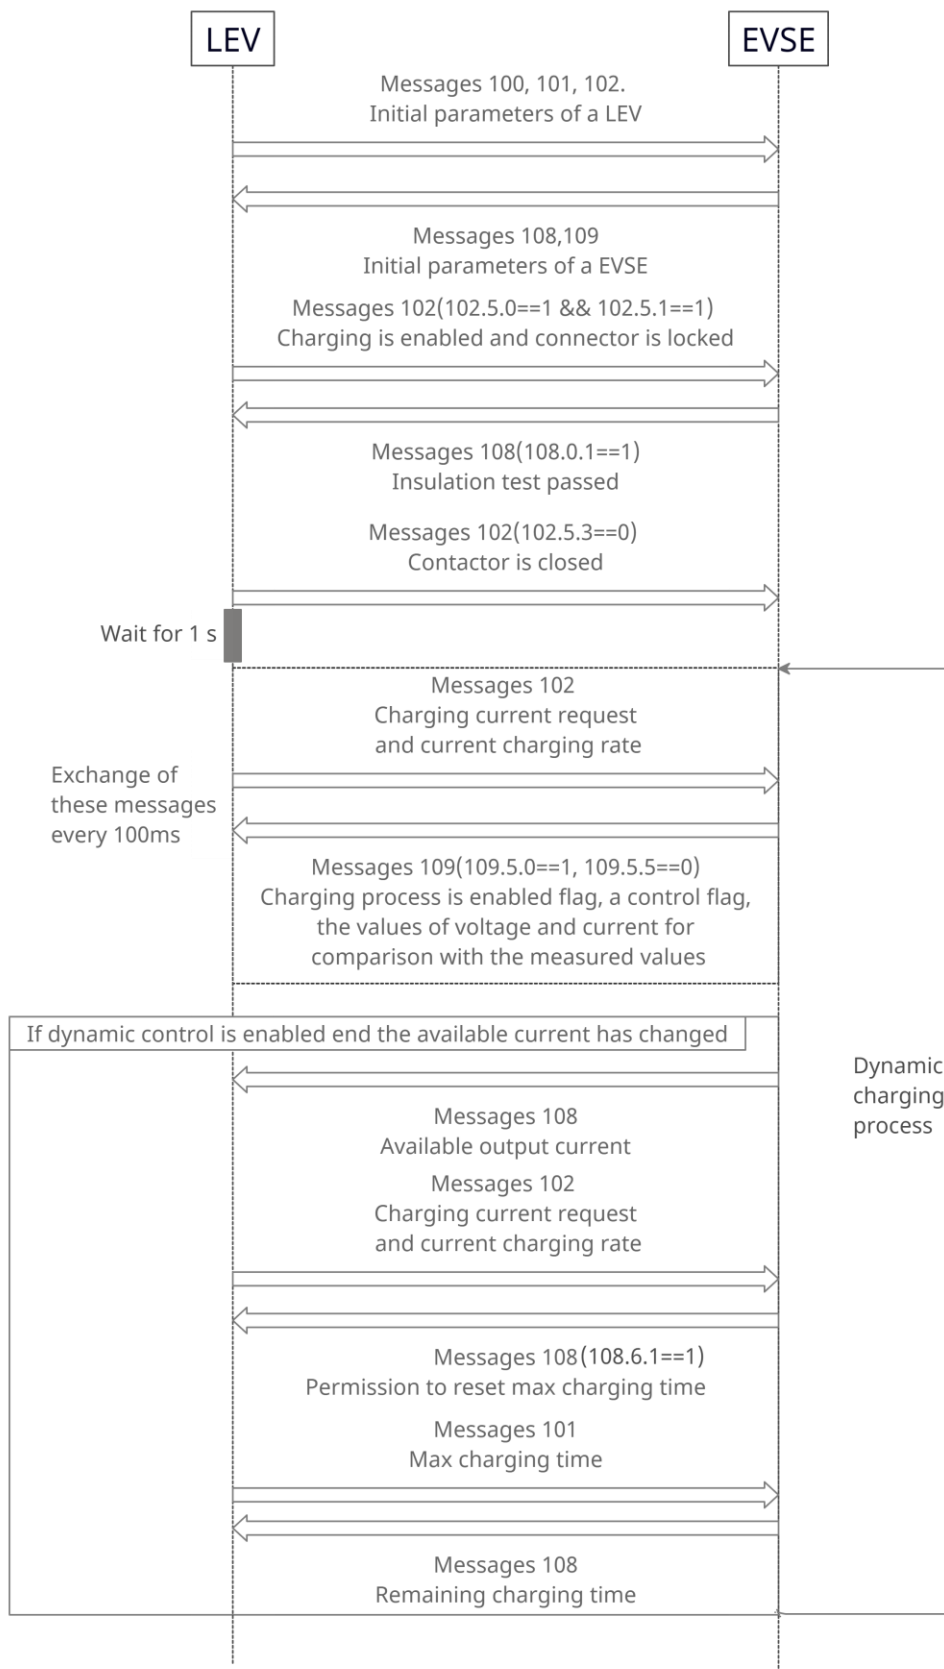 LEV
EVSE
Messages 100, 101, 102.
Initial parameters of a LEV
Messages 108,109
Initial parameters of a EVSE
Messages 102(102.5.0==1 && 102.5.1==1)
Charging is enabled and connector is locked
Messages 108(108.0.1==1)
Insulation test passed
Messages 102(102.5.3==0)
Contactor is closed
Wait for 1 s
Messages 102
Charging current request
and current charging rate
Exchange of
these messages
every 100ms
Messages 109(109.5.0==1, 109.5.5==0)
Charging process is enabled flag, a control flag,
the values of voltage and current for
comparison with the measured values
If dynamic control is enabled end the available current has changed
Dynamic
charging
process
Messages 108
Available output current
Messages 102
Charging current request
and current charging rate
Messages 108(108.6.1==1)
Permission to reset max charging time
Messages 101
Max charging time
Messages 108
Remaining charging time